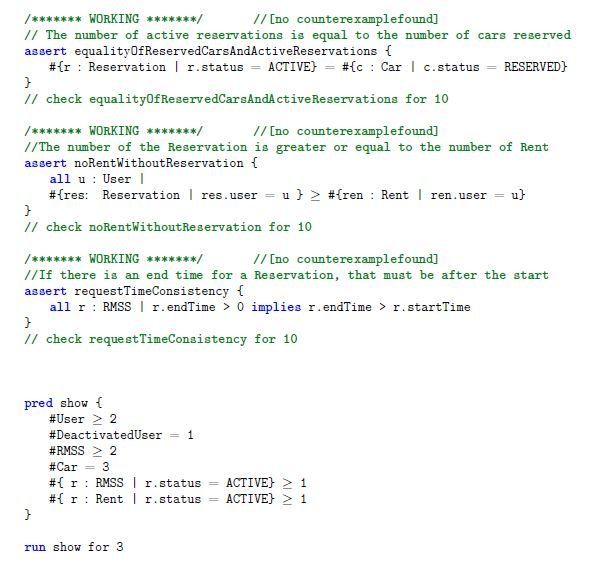 /******* WORKING *******/ //[no counterexamplefound]
// The number of active reservations is equal to the number of cars reserved
assert equalityOfReservedCarsAndActiveReservations {
#{r : Reservation | r.status = ACTIVE} = #{c : Car | c.status = RESERVED}
}
// check equalityOfReservedCarsAndActiveReservations for 10
/******* WORKING *******/ //[no counterexamplefound]
//The number of the Reservation is greater or equal to the number of Rent
assert noRentWithoutReservation {
all u : User |
#{res: Reservation | res.user = u } ≥ #{ren : Rent | ren.user = u}
}
// check noRentWithoutReservation for 10
/******* WORKING *******/ //[no counterexamplefound]
//If there is an end time for a Reservation, that must be after the start
assert requestTimeConsistency {
all r : RMSS | r.endTime > 0 implies r.endTime > r.startTime
}
// check requestTimeConsistency for 10
pred show {
#User ≥ 2
#DeactivatedUser = 1
#RMSS ≥ 2
#Car = 3
#{ r : RMSS | r.status = ACTIVE} ≥ 1
#{ r : Rent | r.status = ACTIVE} ≥ 1
}
run show for 3